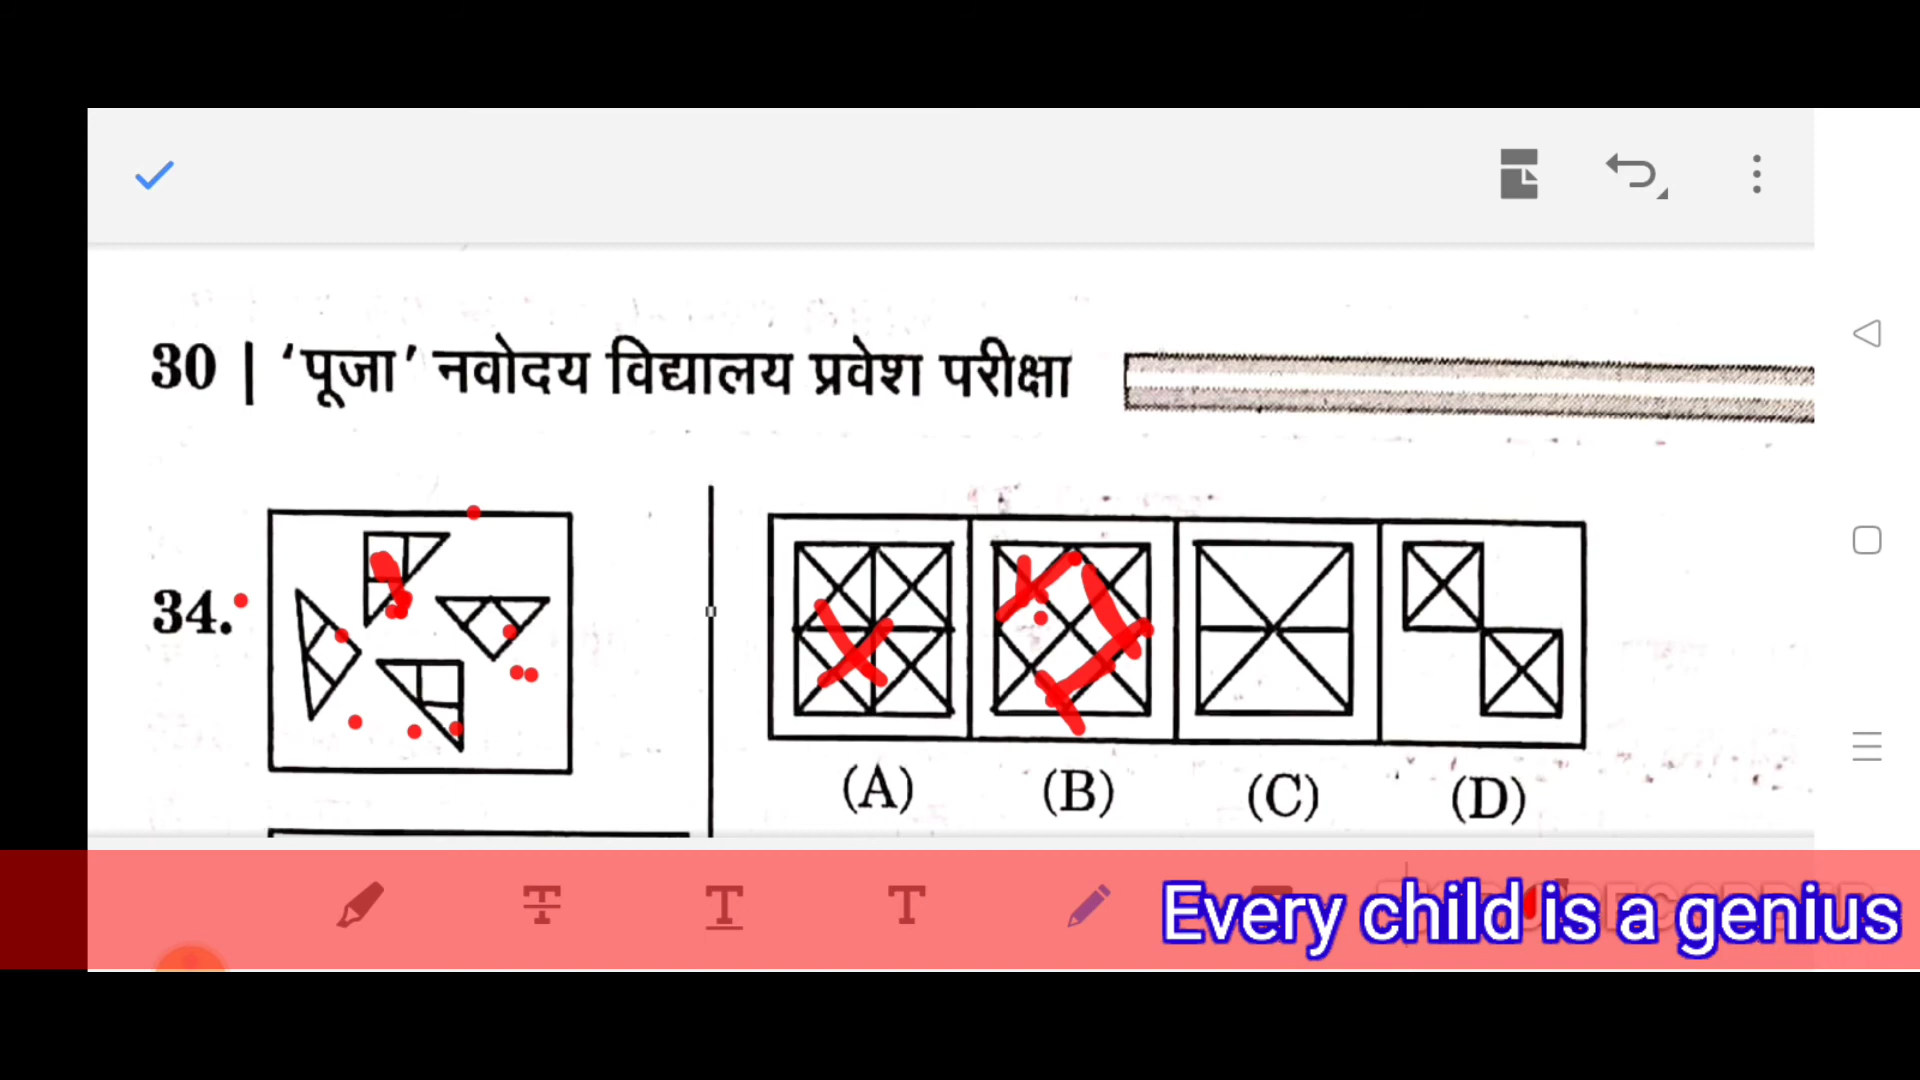 30 | ‘पूजा’ नवोदय विद्यालय प्रवेश परीक्षा
34.
(A) (B) (C) (D)
T T T
Every child is a genius